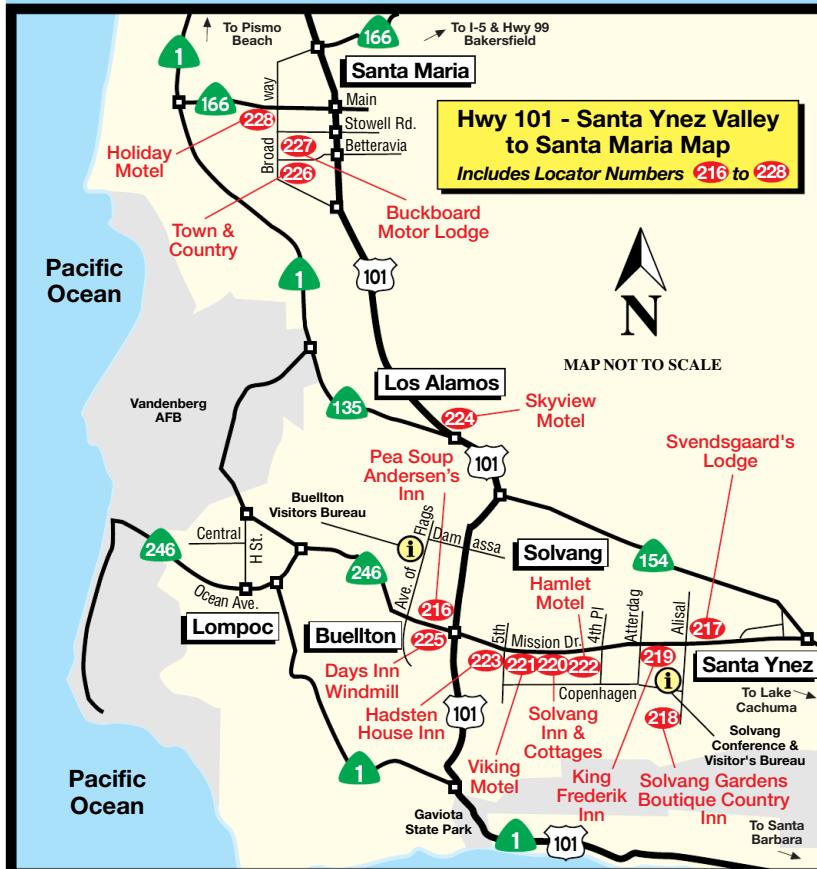 To Pismo
Beach
166
To I-5 & Hwy 99
Bakersfield
1
Santa Maria
166
way
Main
228
Stowell Rd.
Holiday
Motel
Broad
227
Betteravia
226
Hwy 101 - Santa Ynez Valley
to Santa Maria Map
Includes Locator Numbers 216 to 228
Town &
Country
Buckboard
Motor Lodge
Pacific
Ocean
1
101
N
MAP NOT TO SCALE
Vandenberg
AFB
Los Alamos
135
224
Skyview
Motel
Pea Soup
Andersen's
Inn
101
Svendsgaard's
Lodge
Buellton
Visitors Bureau
i
Ave. of Flags
Dam assa
Central
H St.
246
Ocean Ave.
246
Solvang
154
Hamlet
Motel
Lompoc
Buellton
216
225
5th
Mission Dr.
4th Pl
Atterdag
Alisal
217
223
221
220
222
219
Santa Ynez
Days Inn
Windmill
Copenhagen
i
To Lake
Cachuma
Hadsten
House Inn
101
Solvang
Inn &
Cottages
218
Solvang
Conference &
Visitor's Bureau
Viking
Motel
King
Frederik
Inn
Solvang Gardens
Boutique Country
Inn
Pacific
Ocean
1
Gaviota
State Park
1
101
To Santa
Barbara